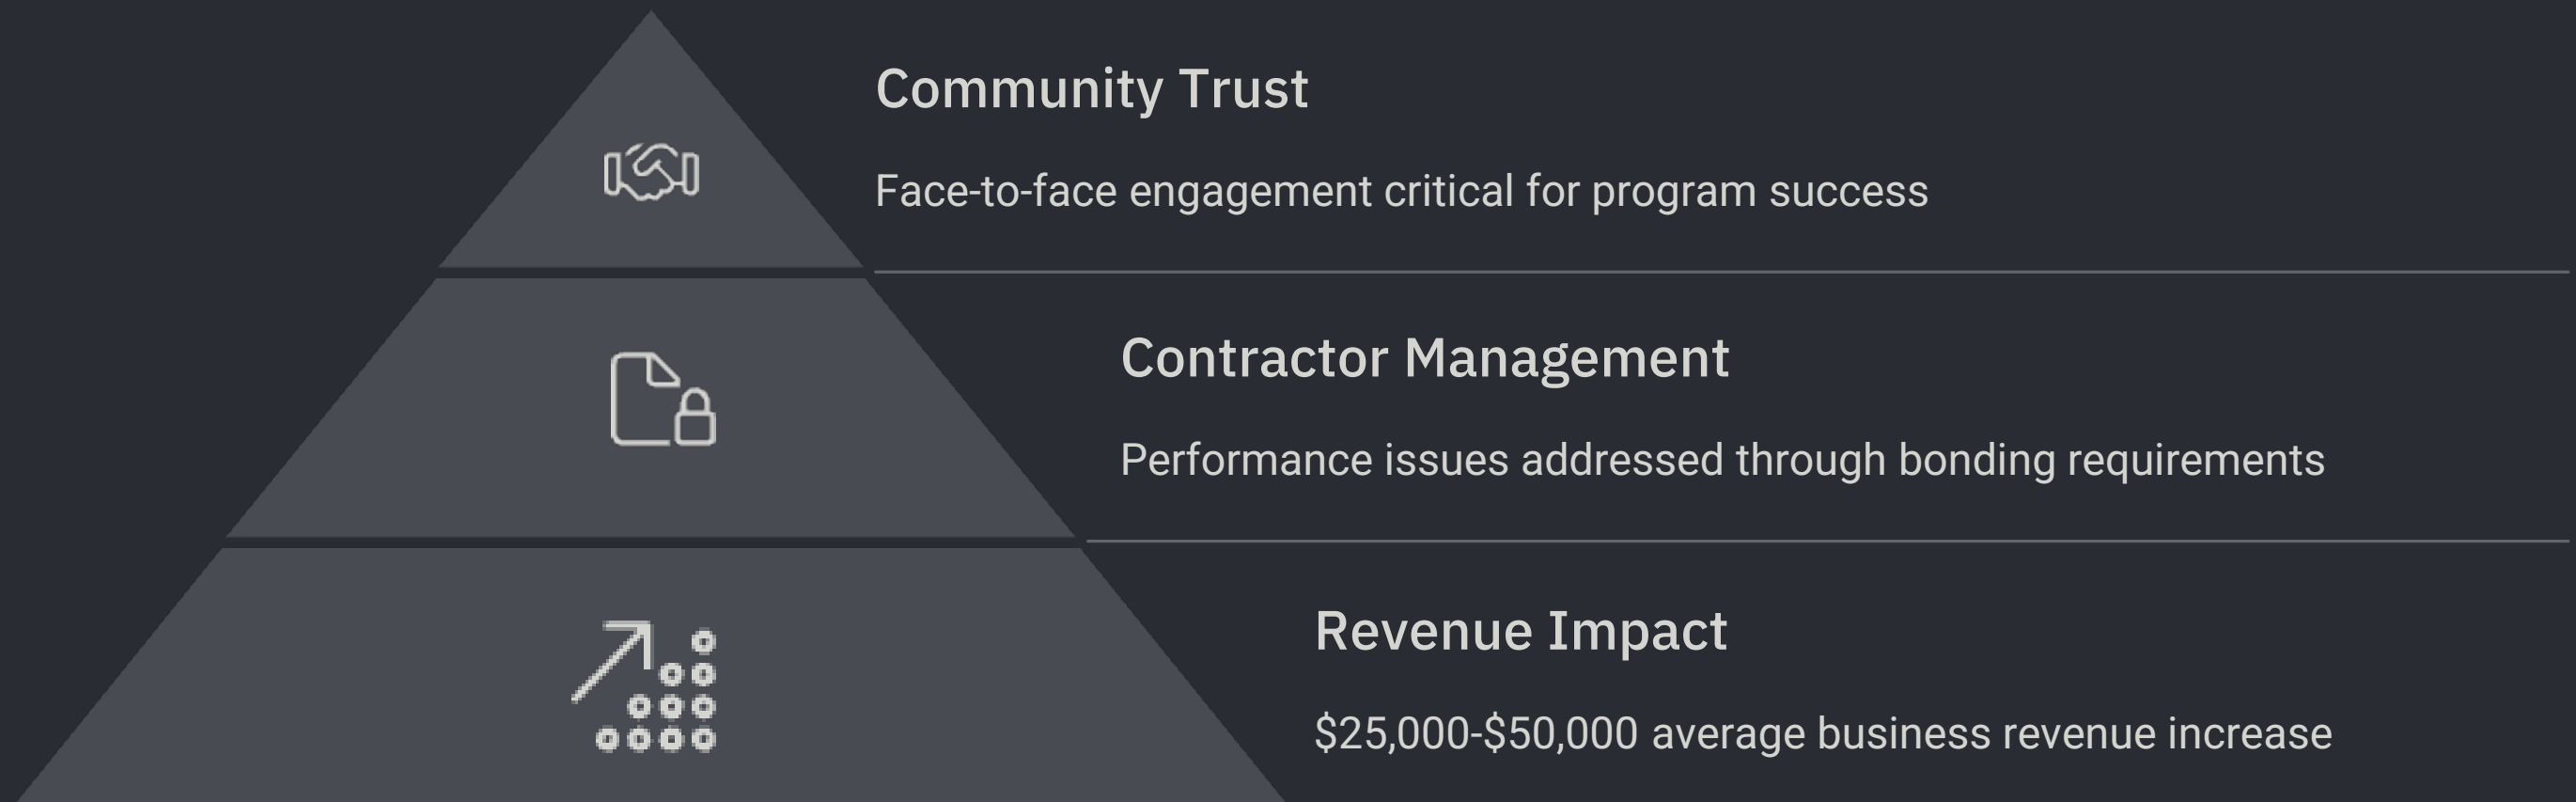 Community Trust
Face-to-face engagement critical for program success
Contractor Management
Performance issues addressed through bonding requirements
Revenue Impact
$25,000-$50,000 average business revenue increase